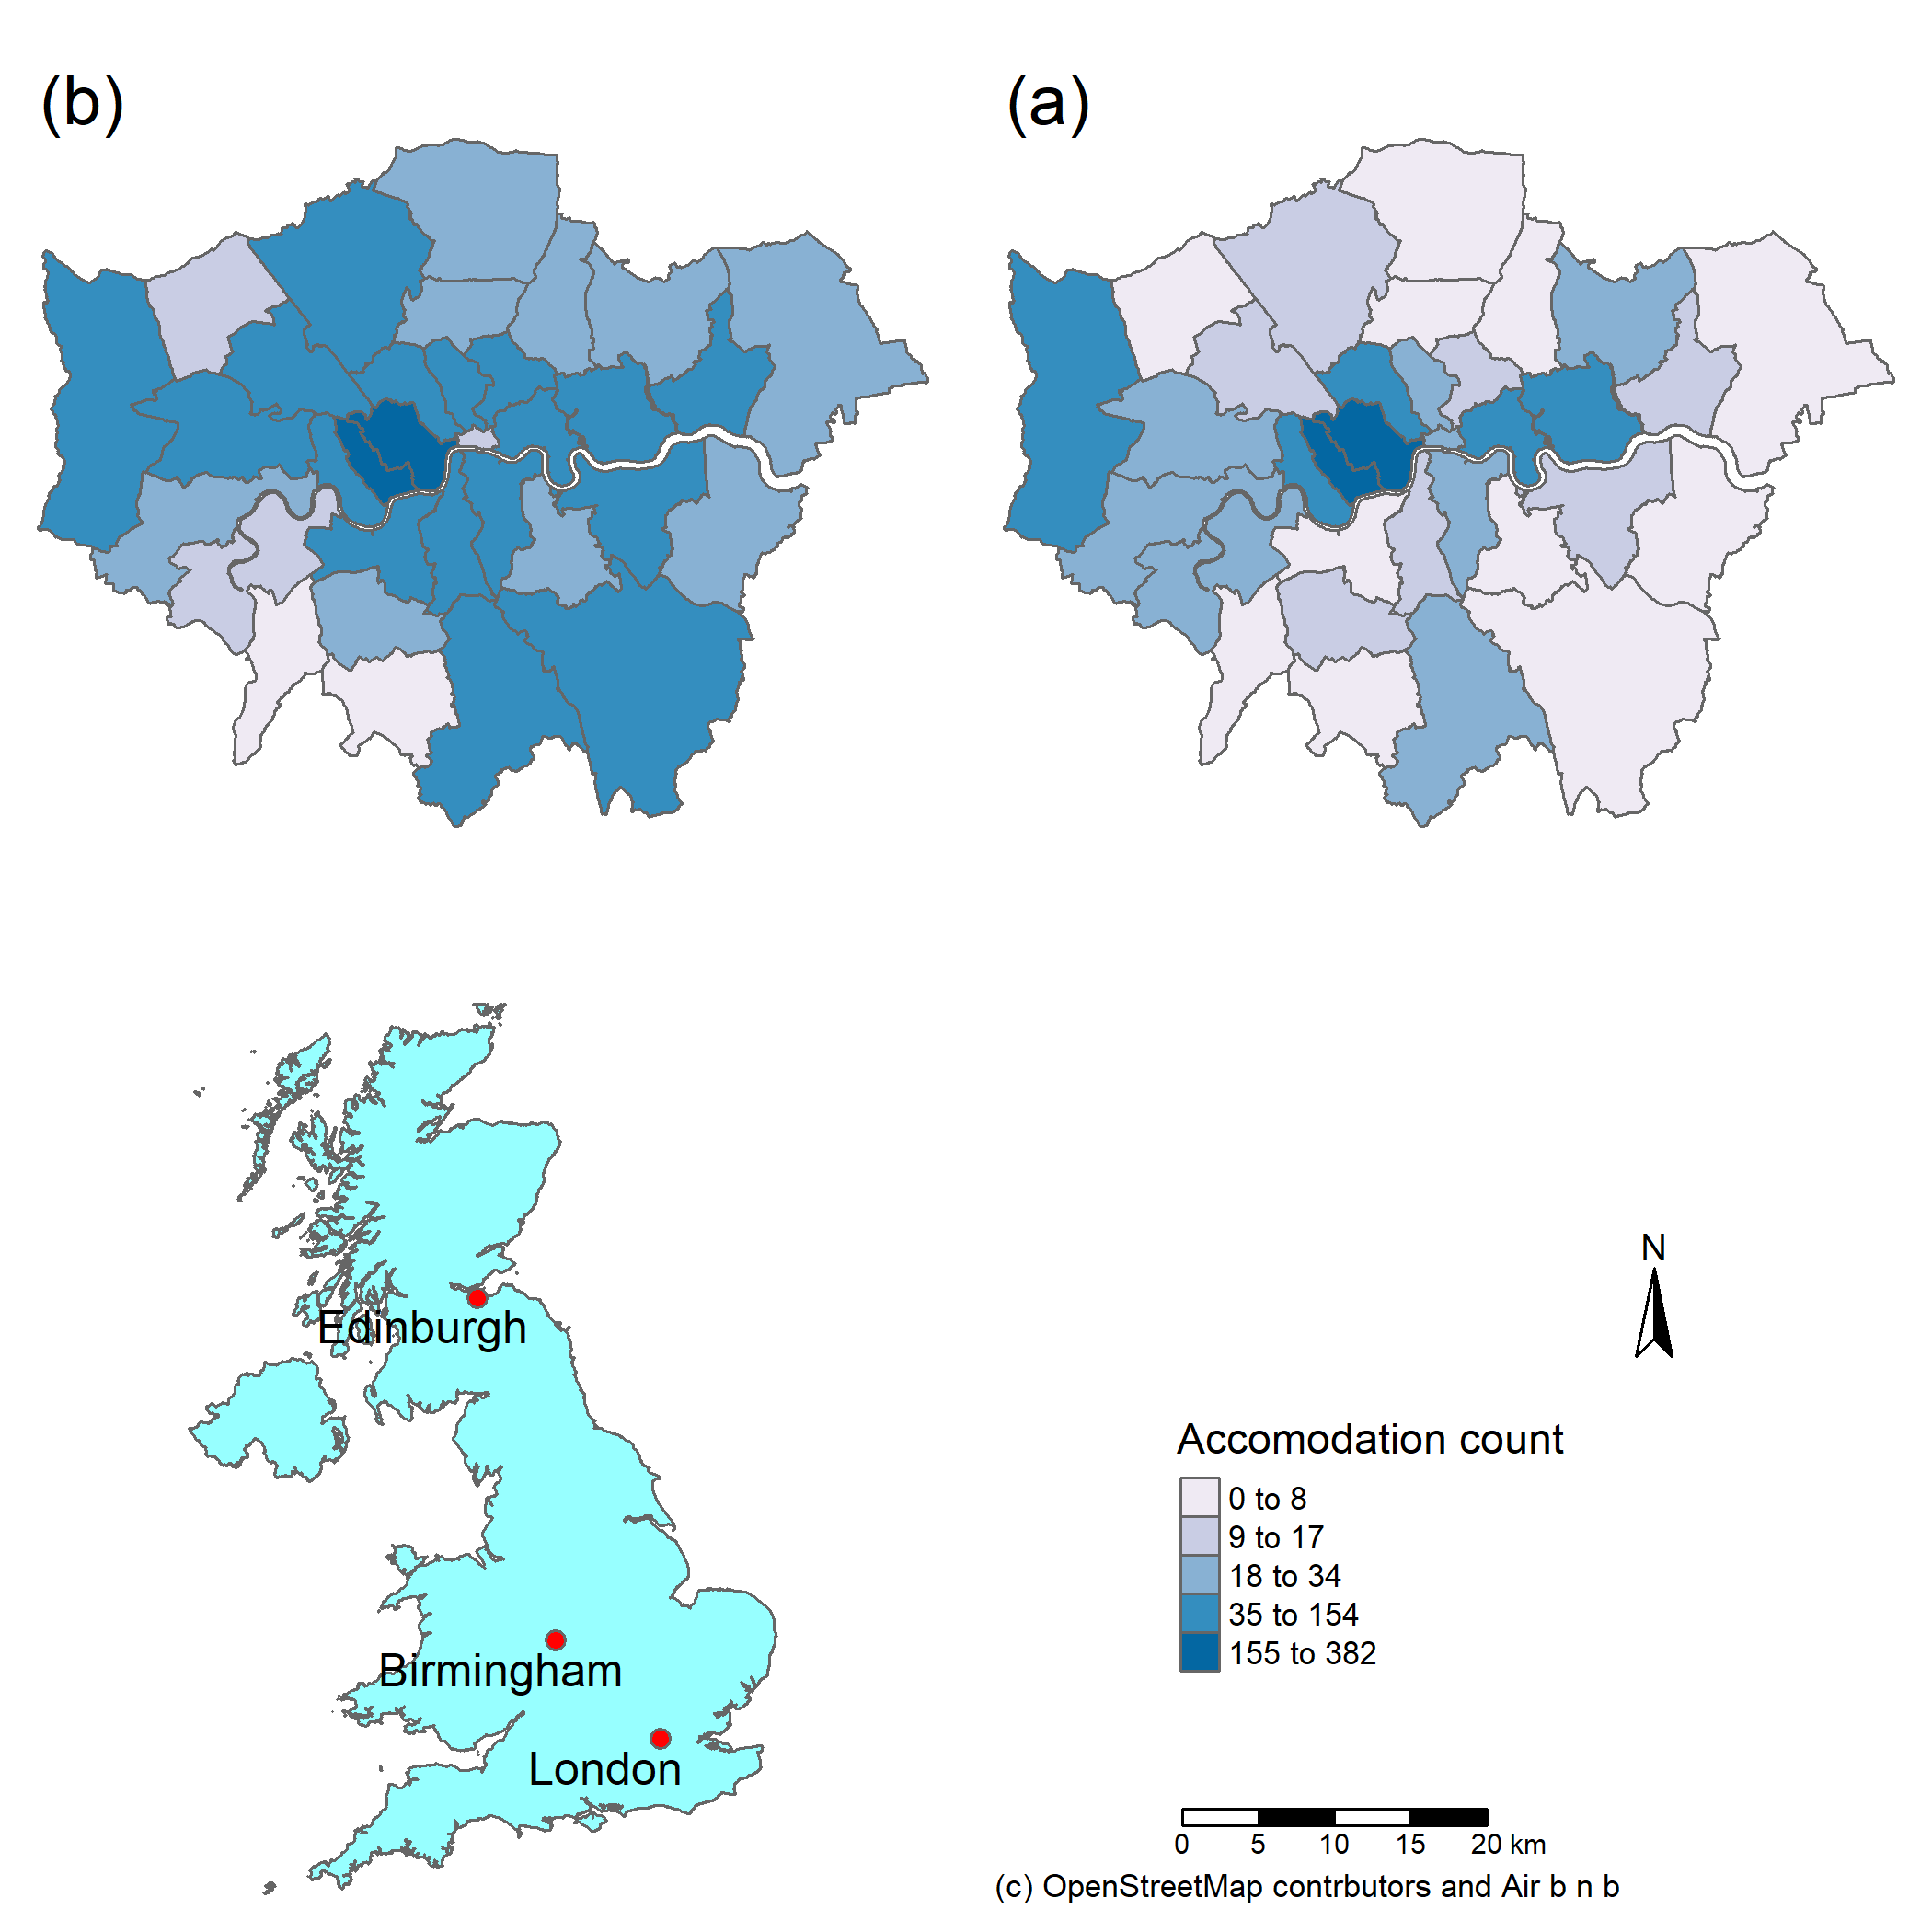 (b)
(a)
Edinburgh
Birmingham
London
N
Accomodation count
0 to 8
9 to 17
18 to 34
35 to 154
155 to 382
0 5 10 15 20 km
(c) OpenStreetMap contrbutors and Air b n b